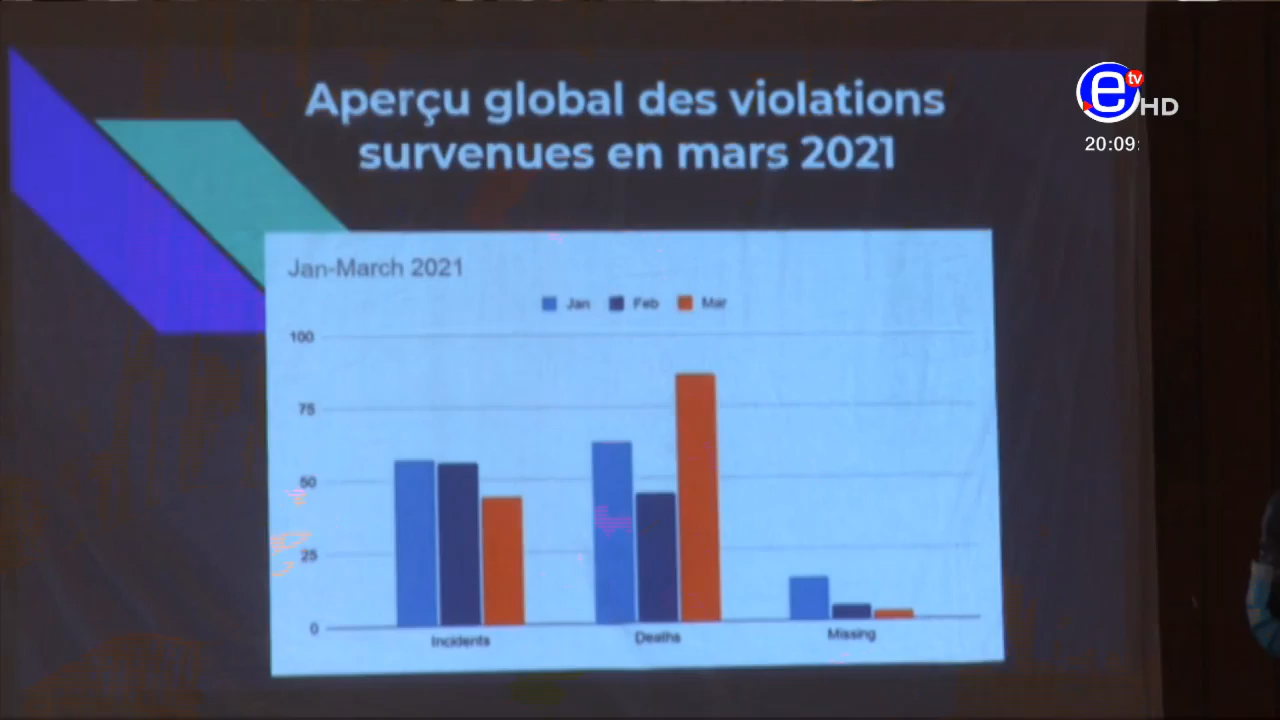 Aperçu global des violations
survenues en mars 2021
e tv HD
20:09
Jan-March 2021
Jan Feb Mar
100
75
50
25
0
Incidents Deaths Missing